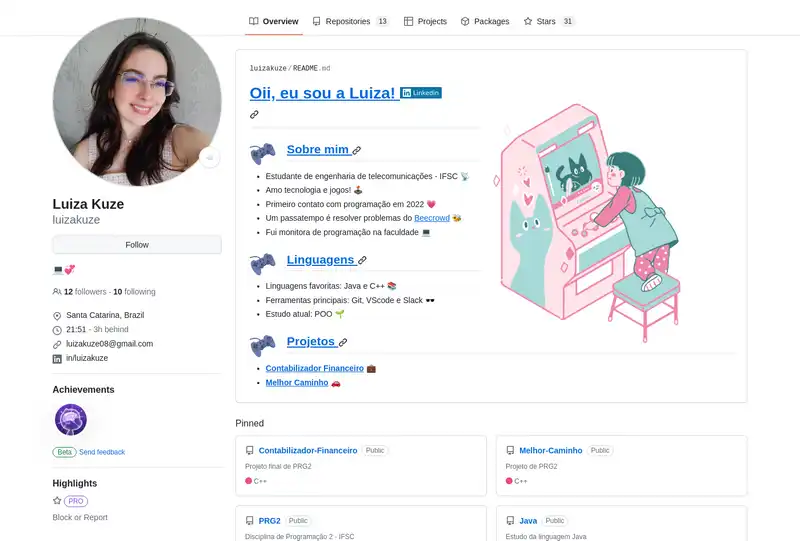 Overview
Repositories 13
Projects
Packages
Stars 31
Luiza Kuze
luizakuze
Follow
💻💞
12 followers · 10 following
Santa Catarina, Brazil
21:51 - 3h behind
luizakuze08@gmail.com
in/luizakuze
Achievements
Beta Send feedback
Highlights
PRO
Block or Report
luizakuze/README.md
Oii, eu sou a Luiza! in Linkedin
Sobre mim
Estudante de engenharia de telecomunicações - IFSC 📡
Amo tecnologia e jogos! 🕹️
Primeiro contato com programação em 2022 💗
Um passatempo é resolver problemas do Beecrowd 🐝
Fui monitora de programação na faculdade 💻
Linguagens
Linguagens favoritas: Java e C++ 📚
Ferramentas principais: Git, VScode e Slack 🕶️
Estudo atual: POO 🌱
Projetos
Contabilizador Financeiro 💼
Melhor Caminho 🚗
Pinned
Contabilizador-Financeiro Public
Projeto final de PRG2
C++
Melhor-Caminho Public
Projeto de PRG2
C++
PRG2 Public
Disciplina de Programação 2 - IFSC
Java Public
Estudo da linguagem Java